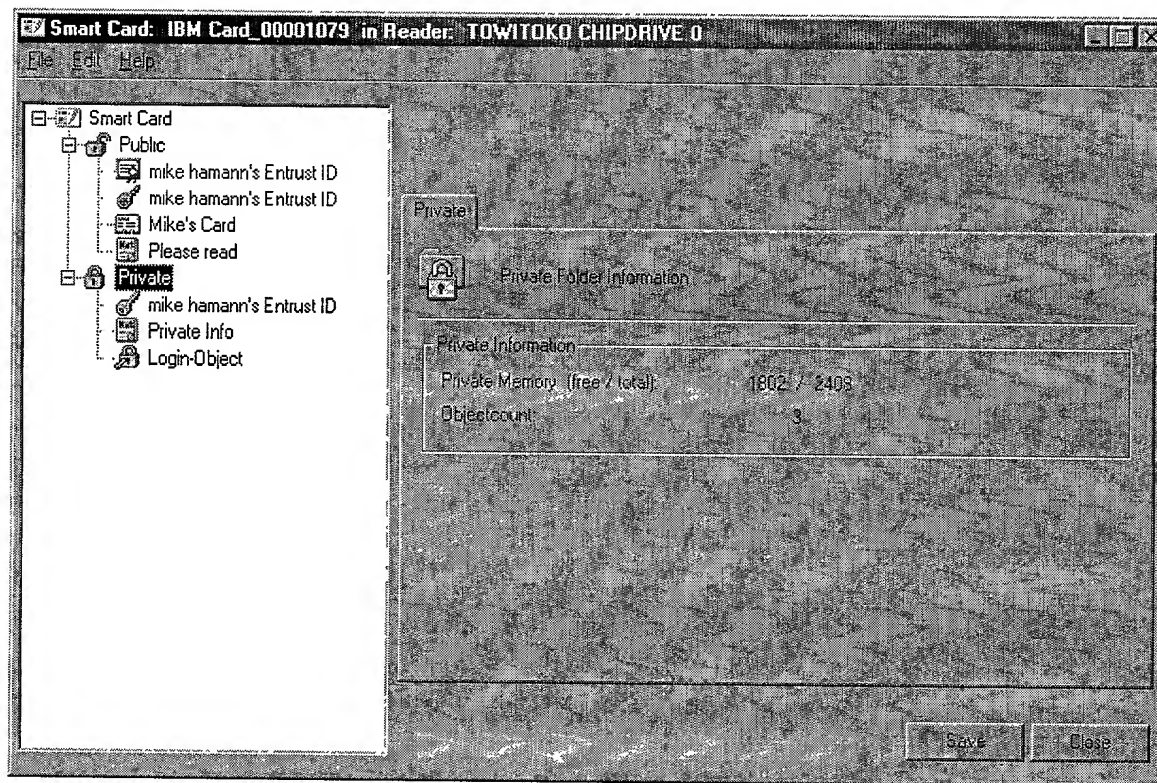 Smart Card: IBM Card_00001079 in Reader: TOWITOKO CHIPDRIVE 0
File Edit Help
Smart Card
Public
mike hamann's Entrust ID
mike hamann's Entrust ID
Mike's Card
Please read
Private
mike hamann's Entrust ID
Private Info
Login-Object
Private
Private Folder Information
Private Information
Private Memory (free / total): 1802 / 2408
Objectcount: 3
Save Close